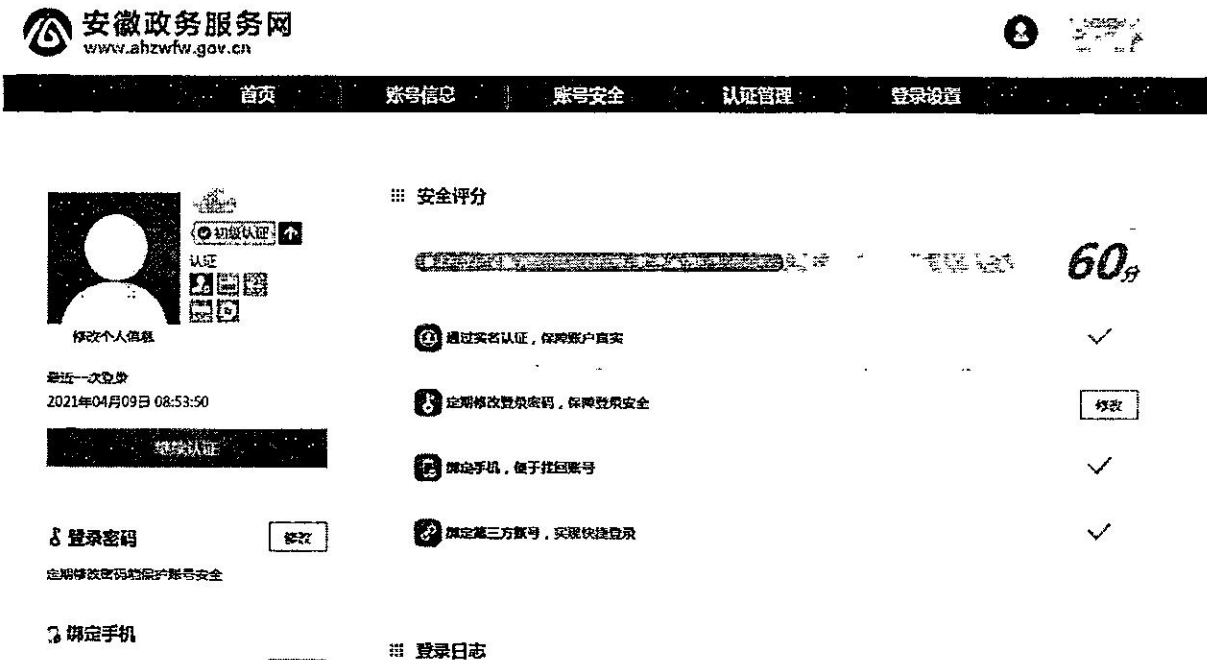 安徽政务服务网
www.ahzwfw.gov.cn
首页 账号信息 账号安全 认证管理 登录设置
初级认证
认证
修改个人信息
最近一次登录
2021年04月09日 08:53:50
安全评分
60分
通过实名认证，保障账户真实
定期修改登录密码，保障登录安全
修改
绑定手机，便于找回账号
绑定第三方账号，实现快捷登录
登录密码
修改
定期修改密码能保护账号安全
绑定手机
登录日志